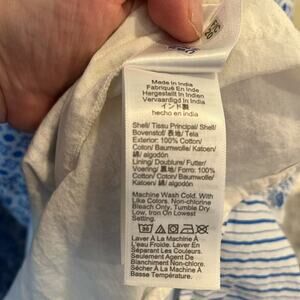 Made in India
Fabriqué En Inde
Hergestellt In Indien
Vervaardigd In India
インド製
hecho en india
Shell/ Tissu Principal/ Shell/
Bovenstof/ 表地/ Tela
Exterior: 100% Cotton/
Coton/ Baumwolle/ Katoen/
綿/ algodón
Lining/ Doublure/ Futter/
Voering/ 裏地/ Forro: 100%
Cotton/ Coton/ Baumwolle/
Katoen/ 綿/ algodón
Machine Wash Cold. With
Like Colors. Non-chlorine
Bleach Only. Tumble Dry
Low, Iron On Lowest
Setting.
Laver À La Machine À
L'eau Froide. Laver En
Séparant Les Couleurs.
Seulement Agent De
Blanchiment Non-chlore.
Sécher À La Machine À
Basse Température.